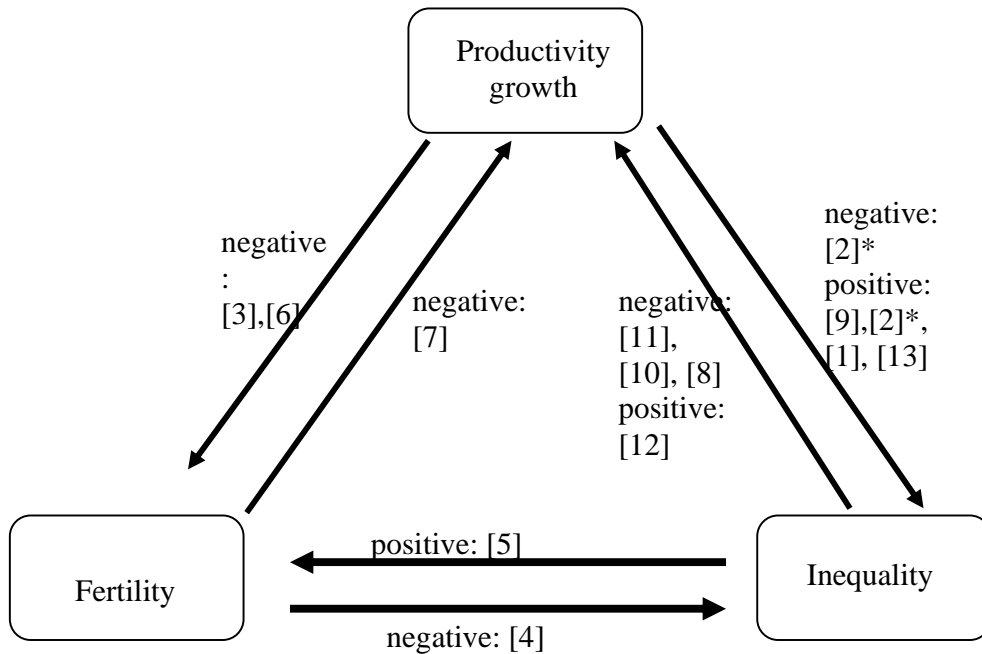 Productivity
growth
negative
:
[3],[6]
negative:
[7]
negative:
[11],
[10], [8]
positive:
[12]
negative:
[2]*
positive:
[9],[2]*,
[1], [13]
positive: [5]
Fertility
Inequality
negative: [4]